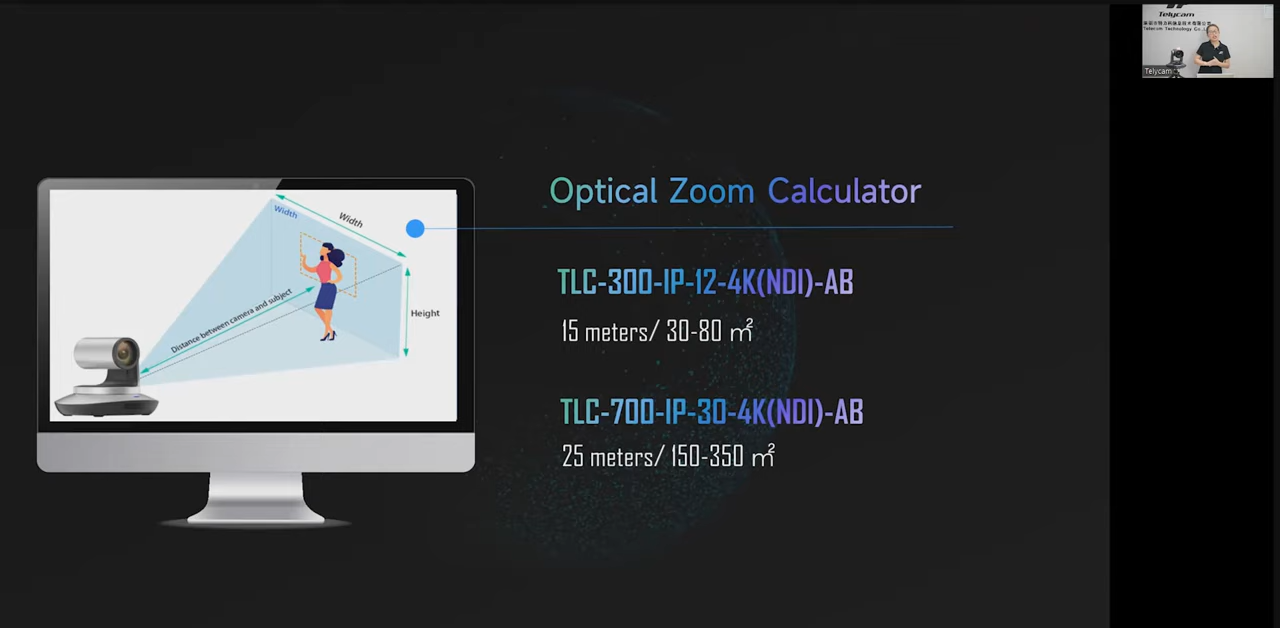 Optical Zoom Calculator
TLC-300-IP-12-4K(NDI)-AB
15 meters/ 30-80 ㎡
TLC-700-IP-30-4K(NDI)-AB
25 meters/ 150-350 ㎡
Width
Width
Height
Distance between camera and subject
Telycam
Telycam